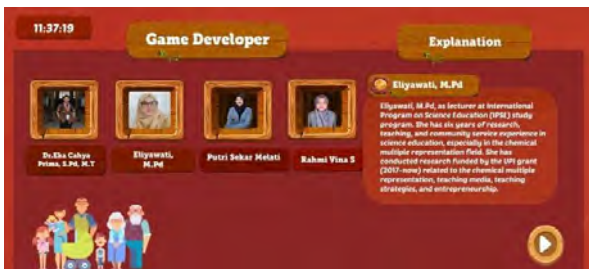 11:37:19
Game Developer
Explanation
Dr.Eka Cahya
Prima, S.Pd, M.T
Eliyawati,
M.Pd
Putri Sekar Melati
Rahmi Vina S
Eliyawati, M.Pd
Eliyawati, M.Pd, as lecturer at International
Program on Science Education (IPSE) study
program. She has six years of research,
teaching, and community service experience in
science education, especially in the chemical
multiple representation field. She has
conducted research funded by the UPI grant
(2017-now) related to the chemical multiple
representation, teaching media, teaching
strategies, and entrepreneurship.